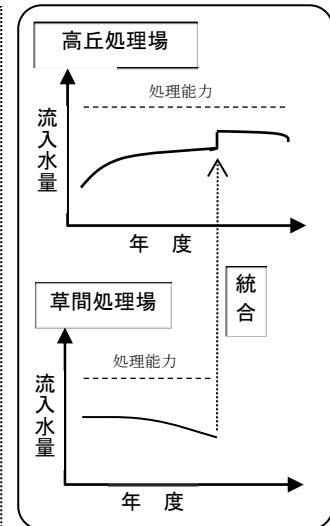 高丘処理場
処理能力
流入水量
年 度
統合
草間処理場
処理能力
流入水量
年 度